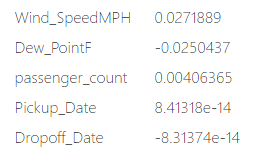 Wind_SpeedMPH 0.0271889
Dew_PointF -0.0250437
passenger_count 0.00406365
Pickup_Date 8.41318e-14
Dropoff_Date -8.31374e-14